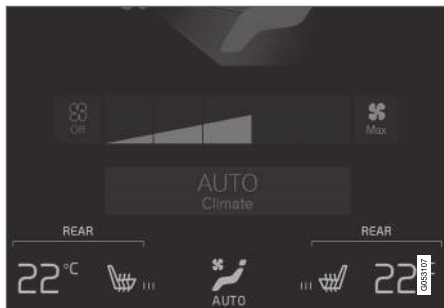 Off
Max
AUTO
Climate
REAR
REAR
22°C
AUTO
22°
G053107